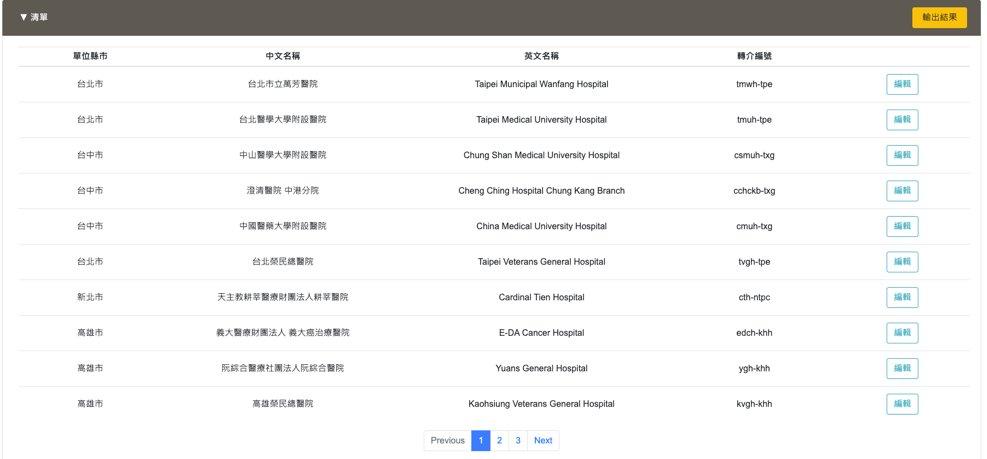 ▼ 清單 輸出結果
單位縣市 中文名稱 英文名稱 轉介編號
台北市 台北市立萬芳醫院 Taipei Municipal Wanfang Hospital tmwh-tpe 編輯
台北市 台北醫學大學附設醫院 Taipei Medical University Hospital tmuh-tpe 編輯
台中市 中山醫學大學附設醫院 Chung Shan Medical University Hospital csmuh-txg 編輯
台中市 澄清醫院 中港分院 Cheng Ching Hospital Chung Kang Branch cchckb-txg 編輯
台中市 中國醫藥大學附設醫院 China Medical University Hospital cmuh-txg 編輯
台北市 台北榮民總醫院 Taipei Veterans General Hospital tvgh-tpe 編輯
新北市 天主教耕莘醫療財團法人耕莘醫院 Cardinal Tien Hospital cth-ntpc 編輯
高雄市 義大醫療財團法人 義大癌治療醫院 E-DA Cancer Hospital edch-khh 編輯
高雄市 阮綜合醫療社團法人阮綜合醫院 Yuans General Hospital ygh-khh 編輯
高雄市 高雄榮民總醫院 Kaohsiung Veterans General Hospital kvgh-khh 編輯
Previous 1 2 3 Next